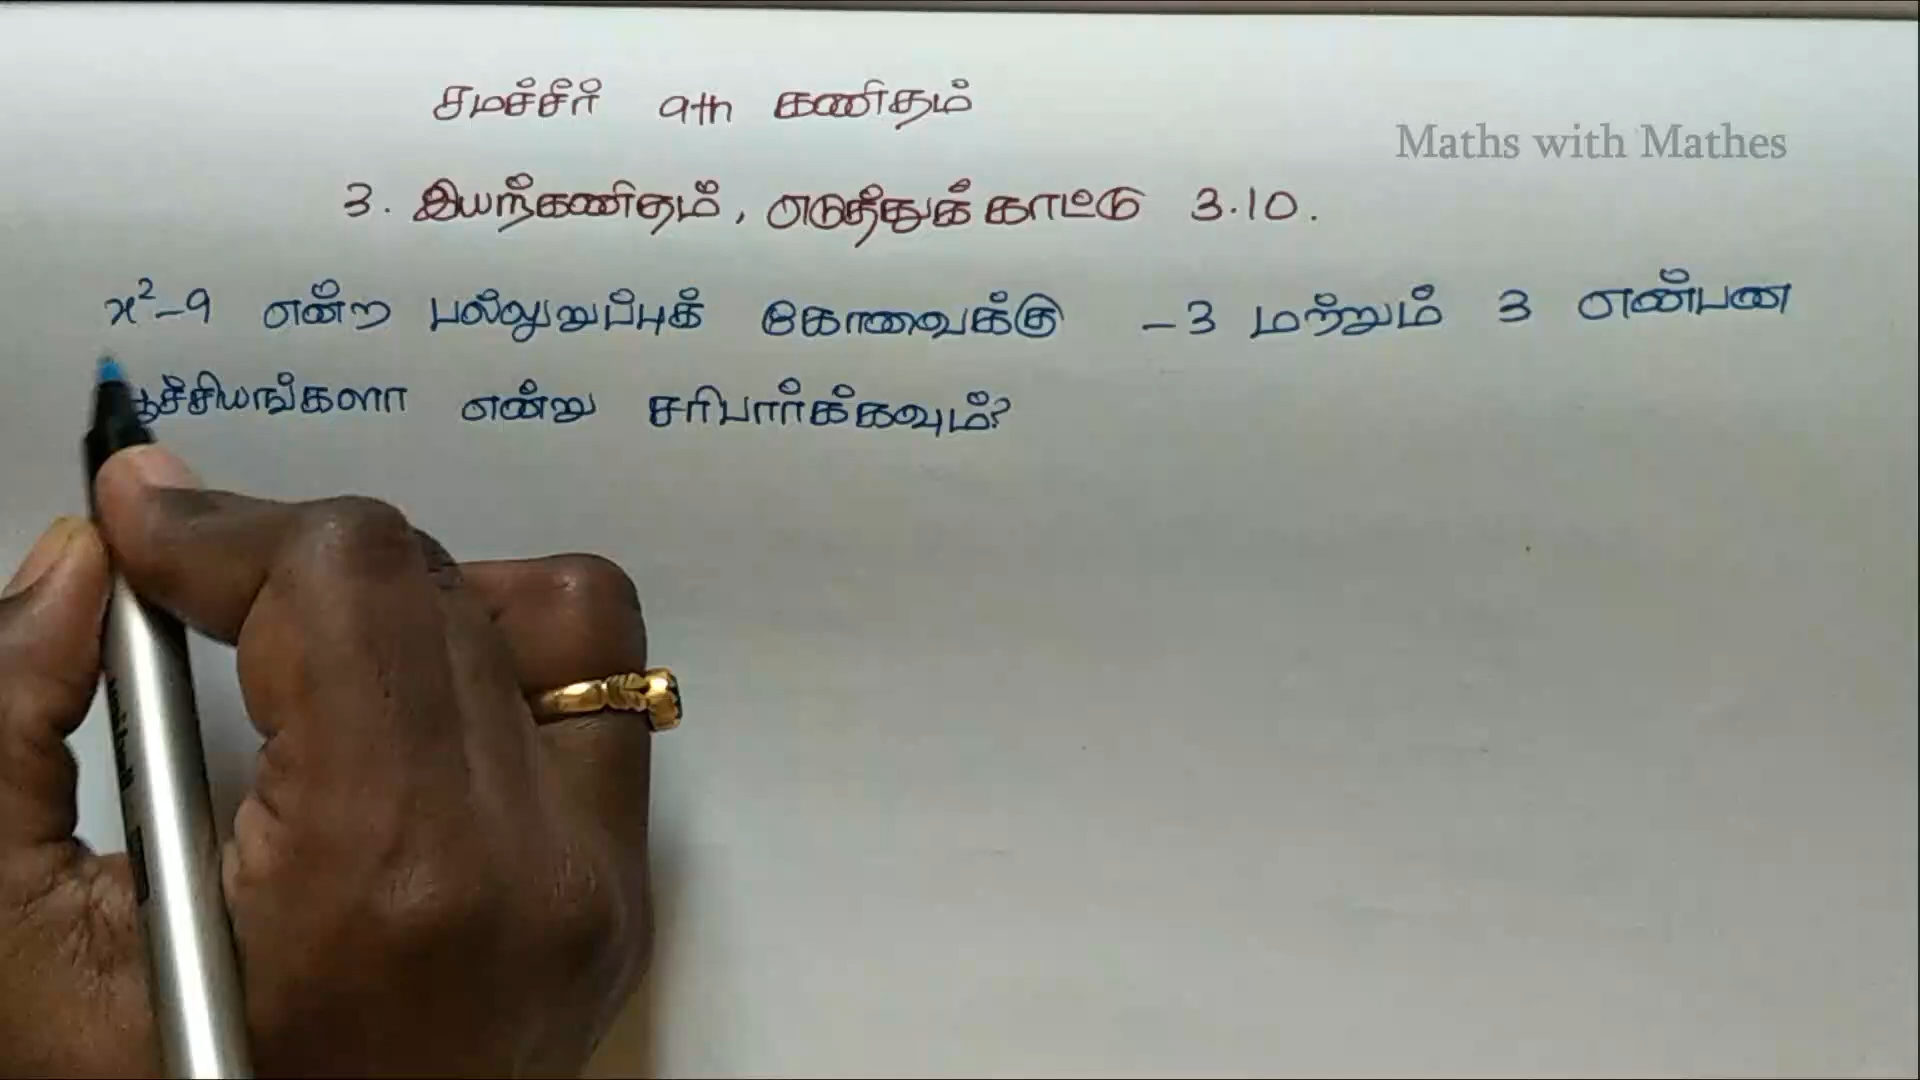 சமச்சீர் 9th கணிதம்
Maths with Mathes
3. இயற்கணிதம், எடுத்துக்காட்டு 3.10.
x²-9 என்ற பல்லுறுப்புக் கோவைக்கு -3 மற்றும் 3 என்பன
பூச்சியங்களா என்று சரிபார்க்கவும்?